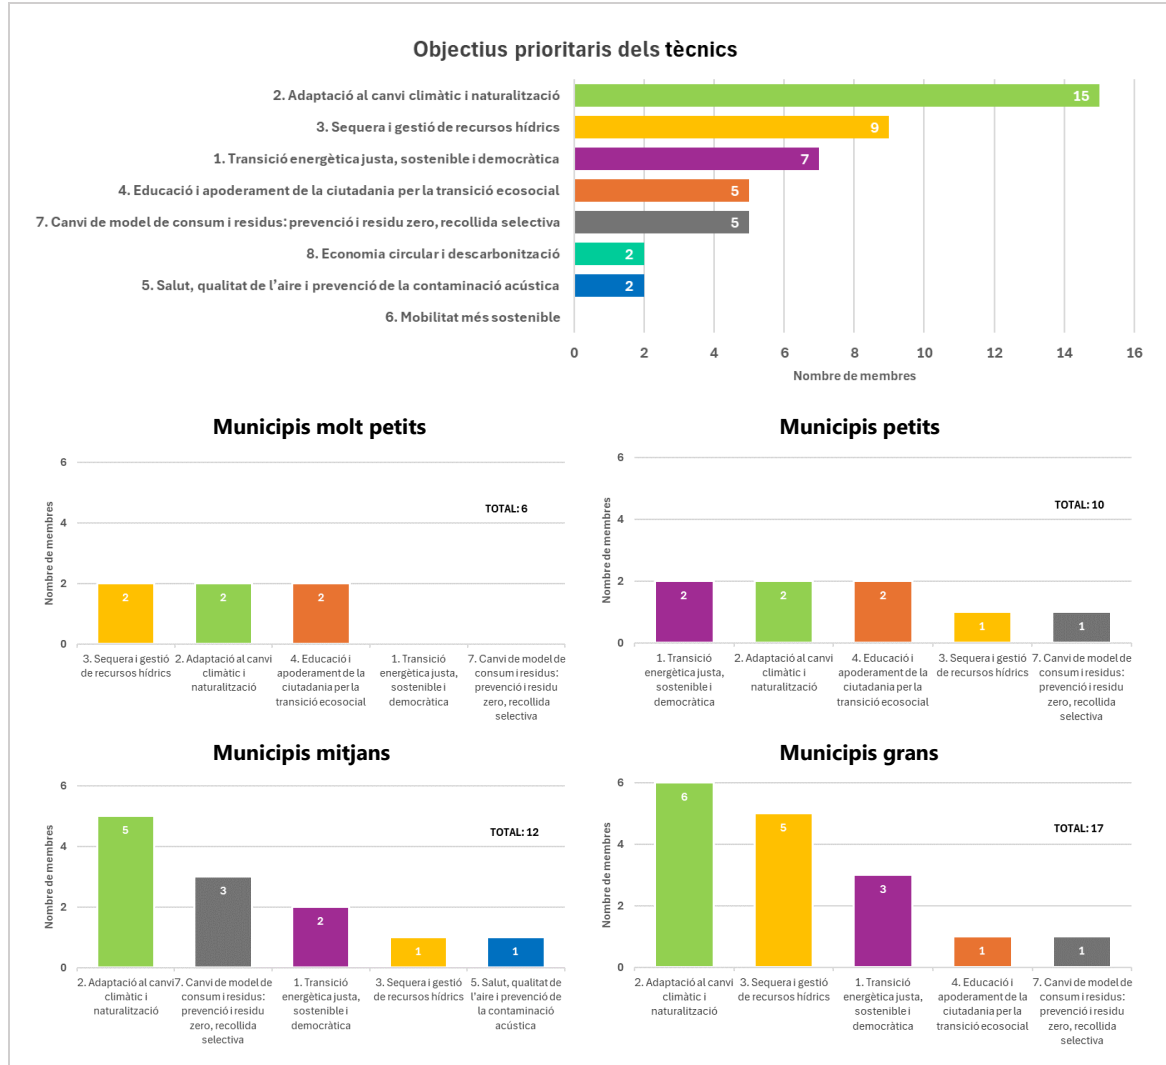 Objectius prioritaris dels tècnics
2. Adaptació al canvi climàtic i naturalització
15
3. Sequera i gestió de recursos hídrics
9
1. Transició energètica justa, sostenible i democràtica
7
4. Educació i apoderament de la ciutadania per la transició ecosocial
5
7. Canvi de model de consum i residus: prevenció i residu zero, recollida selectiva
5
8. Economia circular i descarbonització
2
5. Salut, qualitat de l'aire i prevenció de la contaminació acústica
2
6. Mobilitat més sostenible
0 2 4 6 8 10 12 14 16
Nombre de membres
Municipis molt petits
Nombre de membres
6
4
2
0
TOTAL: 6
2 2 2
3. Sequera i gestió
de recursos hídrics
2. Adaptació al canvi
climàtic i
naturalització
4. Educació i
apoderament de la
ciutadania per la
transició ecosocial
1. Transició
energètica justa,
sostenible i
democràtica
7. Canvi de model de
consum i residus:
prevenció i residu
zero, recollida
selectiva
Municipis petits
Nombre de membres
6
4
2
0
TOTAL: 10
2 2 2 1 1
1. Transició
energètica justa,
sostenible i
democràtica
2. Adaptació al canvi
climàtic i
naturalització
4. Educació i
apoderament de la
ciutadania per la
transició ecosocial
3. Sequera i gestió
de recursos hídrics
7. Canvi de model de
consum i residus:
prevenció i residu
zero, recollida
selectiva
Municipis mitjans
Nombre de membres
6
4
2
0
TOTAL: 12
5 3 2 1 1
2. Adaptació al canvi
climàtic i
naturalització
7. Canvi de model de
consum i residus:
prevenció i residu
zero, recollida
selectiva
1. Transició
energètica justa,
sostenible i
democràtica
3. Sequera i gestió
de recursos hídrics
5. Salut, qualitat de
l'aire i prevenció de
la contaminació
acústica
Municipis grans
Nombre de membres
6
4
2
0
TOTAL: 17
6 5 3 1 1
2. Adaptació al canvi
climàtic i
naturalització
3. Sequera i gestió
de recursos hídrics
1. Transició
energètica justa,
sostenible i
democràtica
4. Educació i
apoderament de la
ciutadania per la
transició ecosocial
7. Canvi de model de
consum i residus:
prevenció i residu
zero, recollida
selectiva